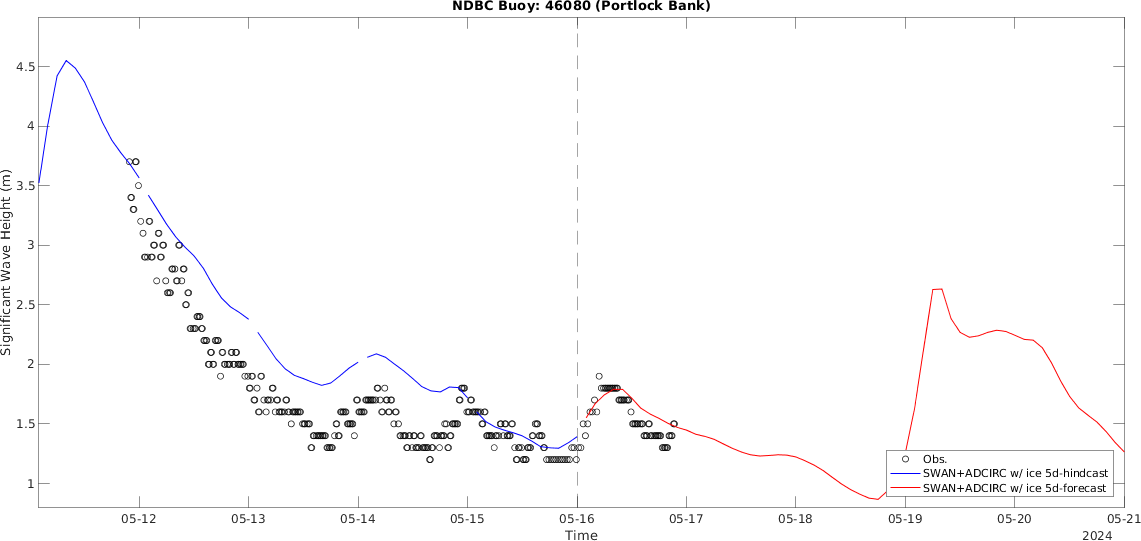 NDBC Buoy: 46080 (Portlock Bank)
Significant Wave Height (m)
4.5
4
3.5
3
2.5
2
1.5
1
Obs.
SWAN+ADCIRC w/ ice 5d-hindcast
SWAN+ADCIRC w/ ice 5d-forecast
05-12 05-13 05-14 05-15 05-16 05-17 05-18 05-19 05-20 05-21
Time
2024